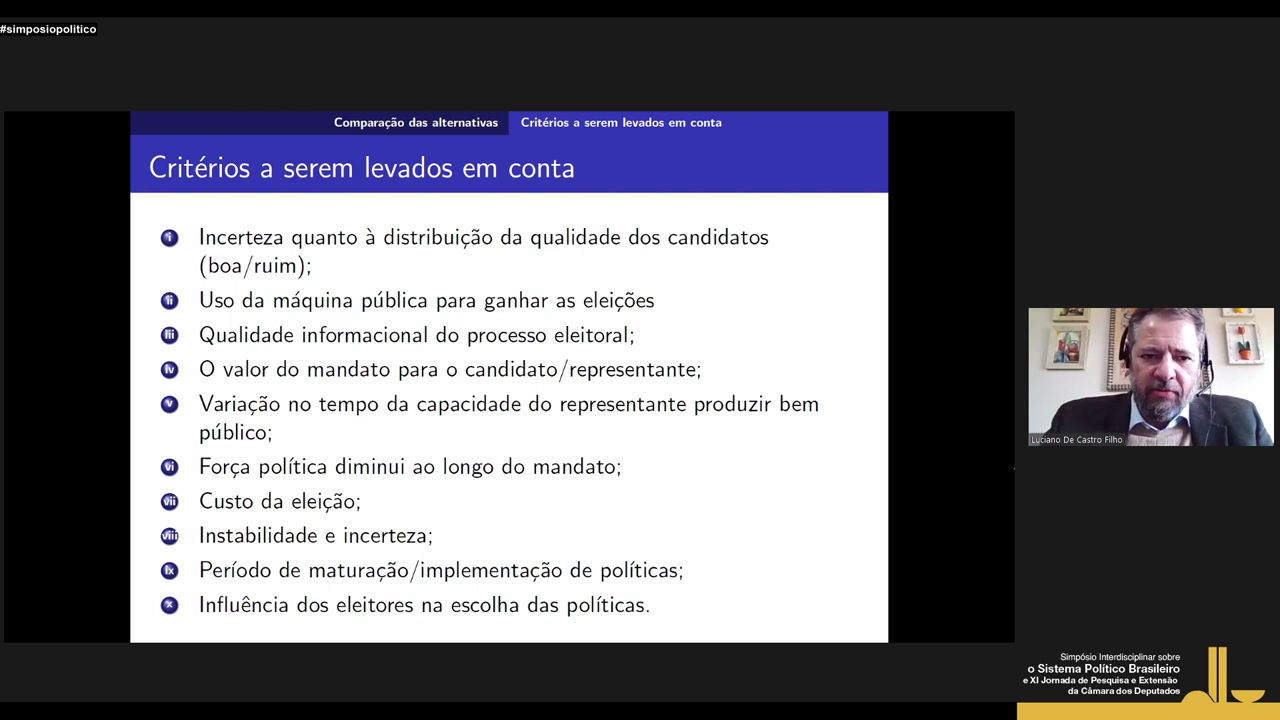 #simposiopolitico
Comparação das alternativas
Critérios a serem levados em conta
Critérios a serem levados em conta
i Incerteza quanto à distribuição da qualidade dos candidatos
(boa/ruim);
ii Uso da máquina pública para ganhar as eleições
iii Qualidade informacional do processo eleitoral;
iv O valor do mandato para o candidato/representante;
v Variação no tempo da capacidade do representante produzir bem
público;
vi Força política diminui ao longo do mandato;
vii Custo da eleição;
viii Instabilidade e incerteza;
ix Período de maturação/implementação de políticas;
x Influência dos eleitores na escolha das políticas.
Luciano De Castro Filho
Simpósio Interdisciplinar sobre
o Sistema Político Brasileiro
e XI Jornada de Pesquisa e Extensão
da Câmara dos Deputados